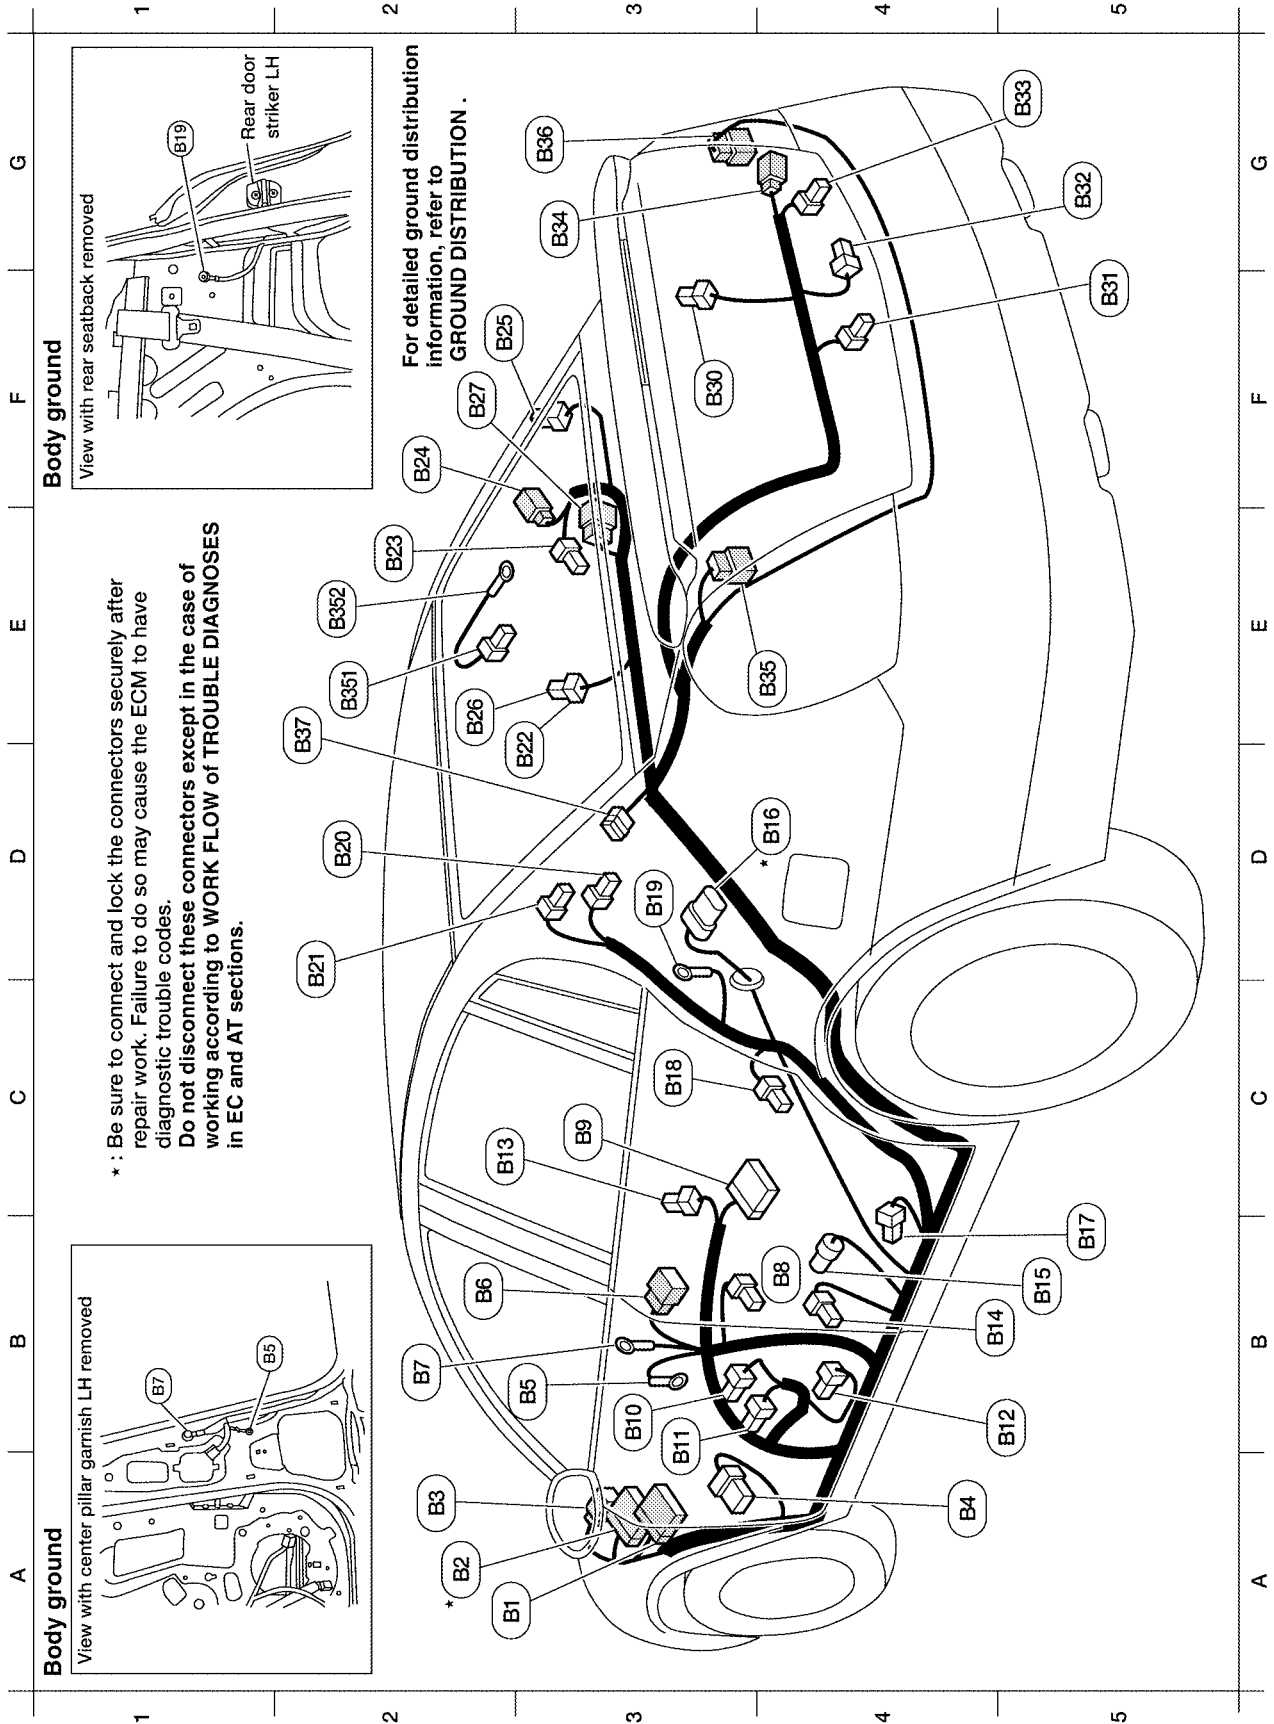 1
2
3
4
5
A
B
C
D
E
F
G
Body ground
View with center pillar garnish LH removed
B7
B5
* : Be sure to connect and lock the connectors securely after
repair work. Failure to do so may cause the ECM to have
diagnostic trouble codes.
Do not disconnect these connectors except in the case of
working according to WORK FLOW of TROUBLE DIAGNOSES
in EC and AT sections.
Body ground
View with rear seatback removed
B19
Rear door
striker LH
For detailed ground distribution
information, refer to
GROUND DISTRIBUTION .
B1
* B2
B3
B4
B5
B6
B7
B8
B9
B10
B11
B12
B13
B14
B15
* B16
B17
B18
B19
B20
B21
B22
B23
B24
B25
B26
B27
B30
B31
B32
B33
B34
B35
B36
B37
B351
B352
A
B
C
D
E
F
G
1
2
3
4
5